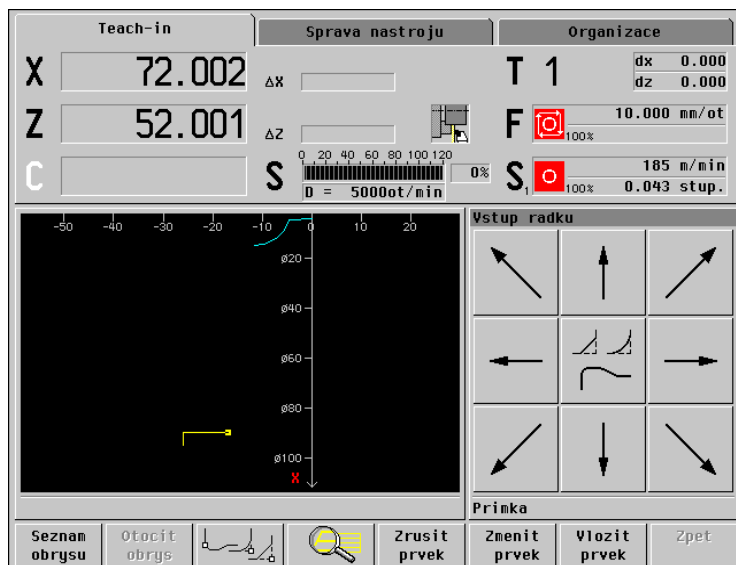 Teach-in Sprava nastroju Organizace
X 72.002 ΔX T 1 dx 0.000
dz 0.000
Z 52.001 ΔZ F 100% 10.000 mm/ot
C S 0 20 40 60 80 100 120 0% S1 100% 185 m/min
D = 5000ot/min 0.043 stup.
-50 -40 -30 -20 -10 0 10 20
ø20
ø40
ø60
ø80
ø100
X
Vstup radku
Primka
Seznam obrysu
Otocit obrys
Zrusit prvek
Zmenit prvek
Vlozit prvek
Zpet